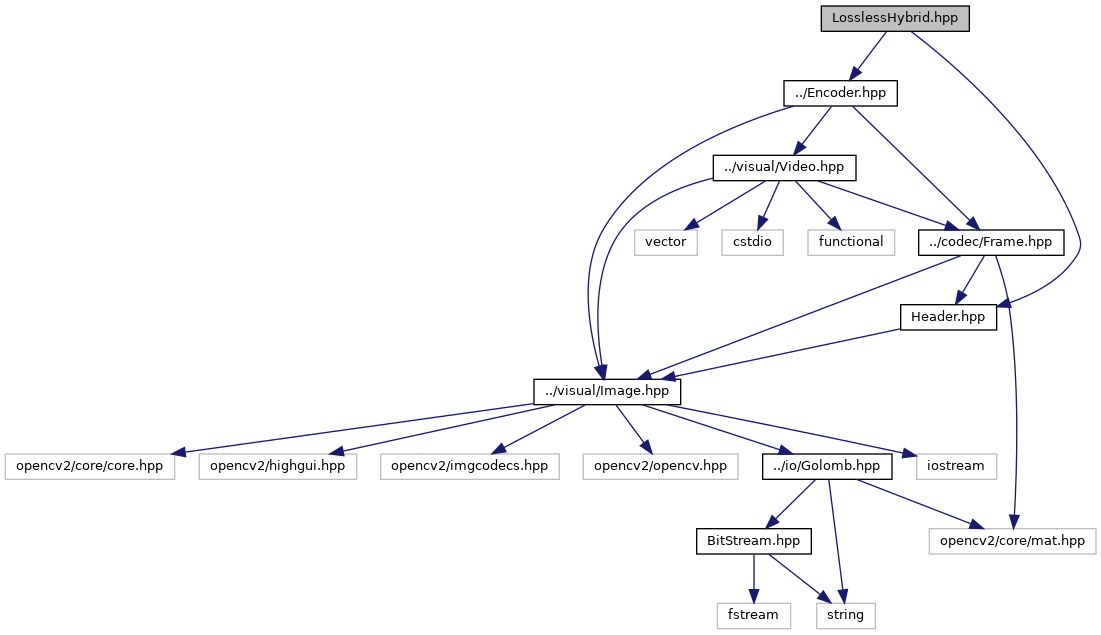 LosslessHybrid.hpp
../Encoder.hpp
../visual/Video.hpp
vector
cstdio
functional
../codec/Frame.hpp
Header.hpp
../visual/Image.hpp
opencv2/core/core.hpp
opencv2/highgui.hpp
opencv2/imgcodecs.hpp
opencv2/opencv.hpp
../io/Golomb.hpp
iostream
BitStream.hpp
opencv2/core/mat.hpp
fstream
string